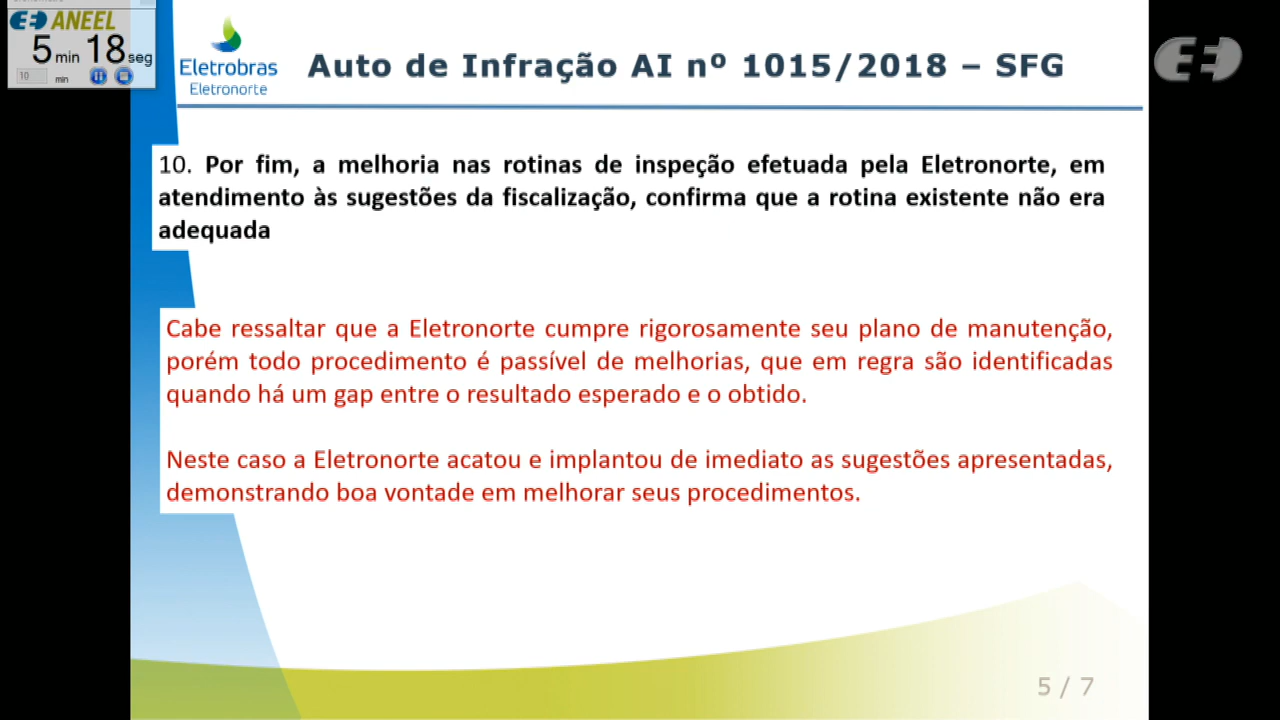 ANEEL
5 min 18 seg
10 min
Eletrobras
Eletronorte
Auto de Infração AI nº 1015/2018 – SFG
10. Por fim, a melhoria nas rotinas de inspeção efetuada pela Eletronorte, em
atendimento às sugestões da fiscalização, confirma que a rotina existente não era
adequada
Cabe ressaltar que a Eletronorte cumpre rigorosamente seu plano de manutenção,
porém todo procedimento é passível de melhorias, que em regra são identificadas
quando há um gap entre o resultado esperado e o obtido.
Neste caso a Eletronorte acatou e implantou de imediato as sugestões apresentadas,
demonstrando boa vontade em melhorar seus procedimentos.
5 / 7